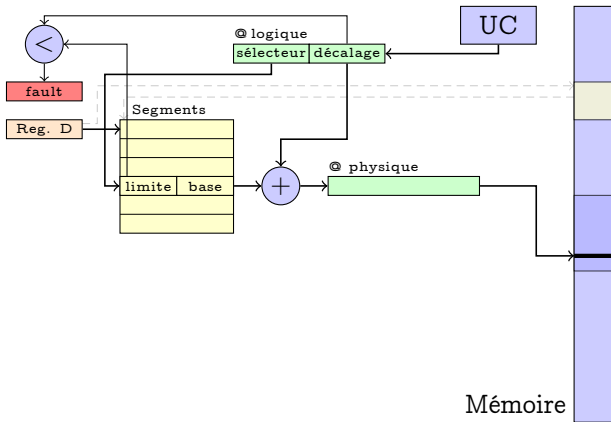 UC
@ logique
sélecteur décalage
<
fault
Segments
Reg. D
@ physique
limite base
+
Mémoire